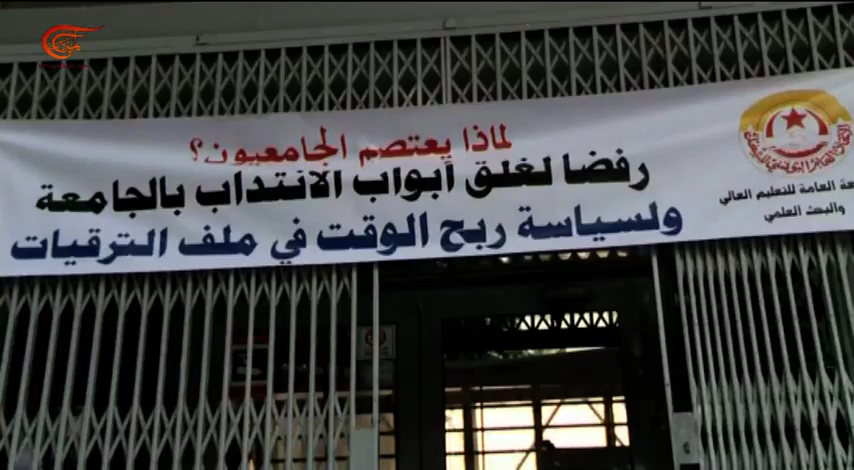 لماذا يعتصم الجامعيون؟
رفضا لغلق أبواب الانتداب بالجامعة
ولسياسة ربح الوقت في ملف الترقيات
العامة للتعليم العالي
والبحث العلمي